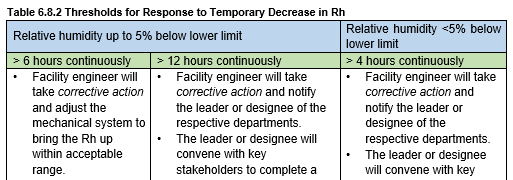 Table 6.8.2 Thresholds for Response to Temporary Decrease in Rh
Relative humidity up to 5% below lower limit
Relative humidity <5% below
lower limit
> 6 hours continuously
> 12 hours continuously
> 4 hours continuously
• Facility engineer will
take corrective action
and adjust the
mechanical system to
bring the Rh up
within acceptable
range.
• Facility engineer will take
corrective action and notify
the leader or designee of the
respective departments.
• The leader or designee will
convene with key
stakeholders to complete a
• Facility engineer will take
corrective action and
notify the leader or
designee of the
respective departments.
• The leader or designee
will convene with key